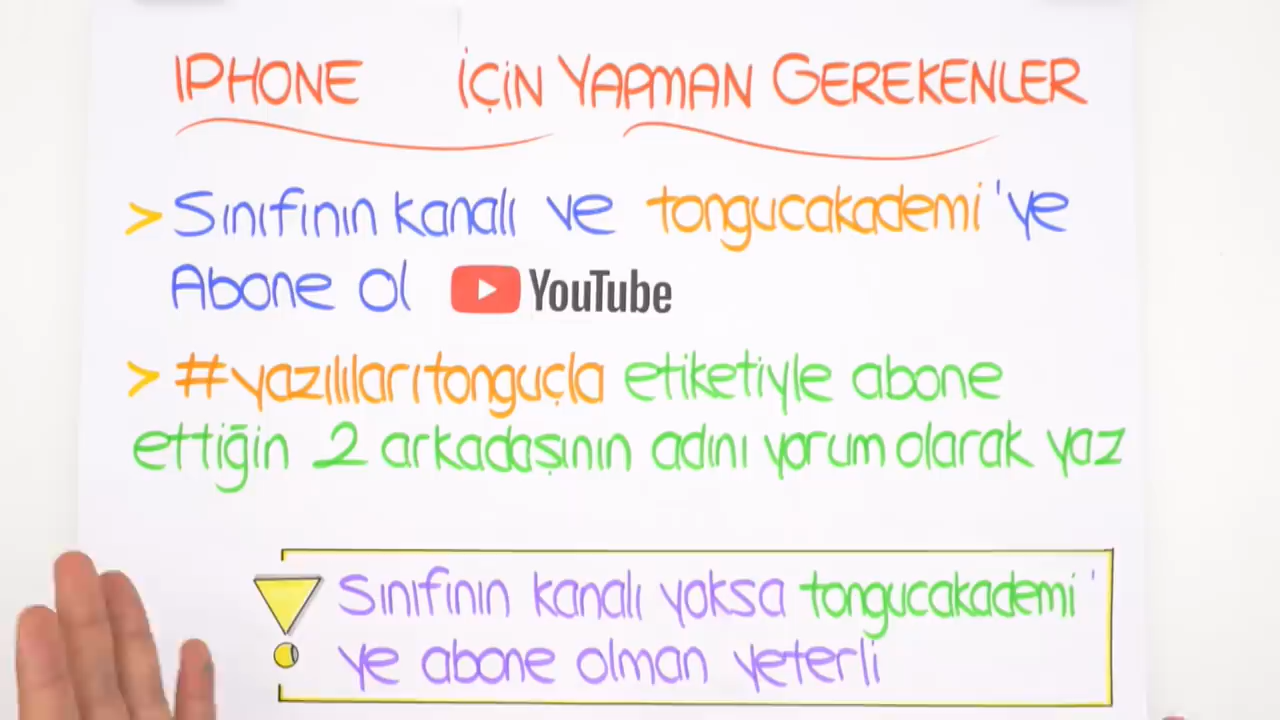 IPHONE İÇİN YAPMAN GEREKENLER
> Sınıfının kanalı ve tongucakademi'ye
Abone Ol YouTube
> #yazılılarıtonguçla etiketiyle abone
ettiğin 2 arkadaşının adını yorum olarak yaz
Sınıfının kanalı yoksa tongucakademi'
ye abone olman yeterli